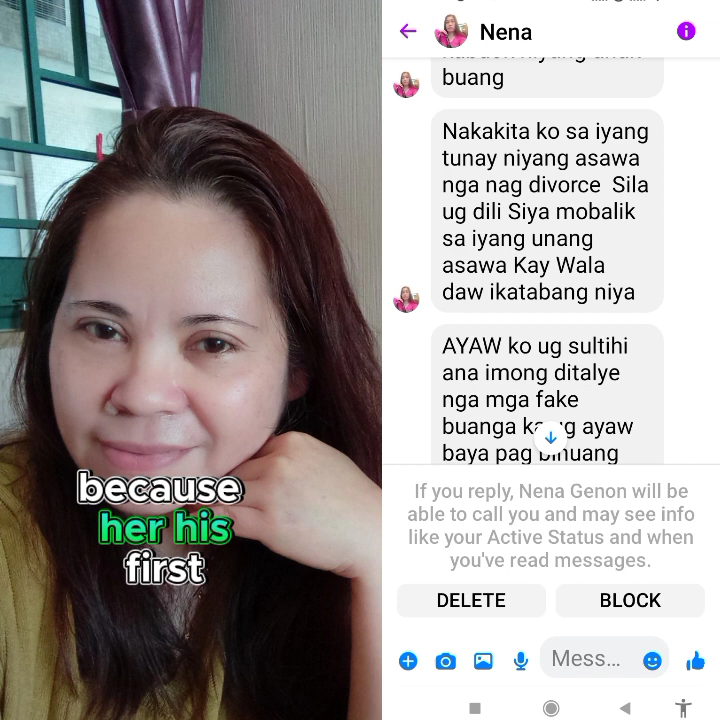 because
her his
first
Nena
buang
Nakakita ko sa iyang
tunay niyang asawa
nga nag divorce Sila
ug dili Siya mobalik
sa iyang unang
asawa Kay Wala
daw ikatabang niya
AYAW ko ug sultihi
ana imong ditalye
nga mga fake
buanga ug ayaw
baya pag binuang
If you reply, Nena Genon will be
able to call you and may see info
like your Active Status and when
you've read messages.
DELETE
BLOCK
Mess...